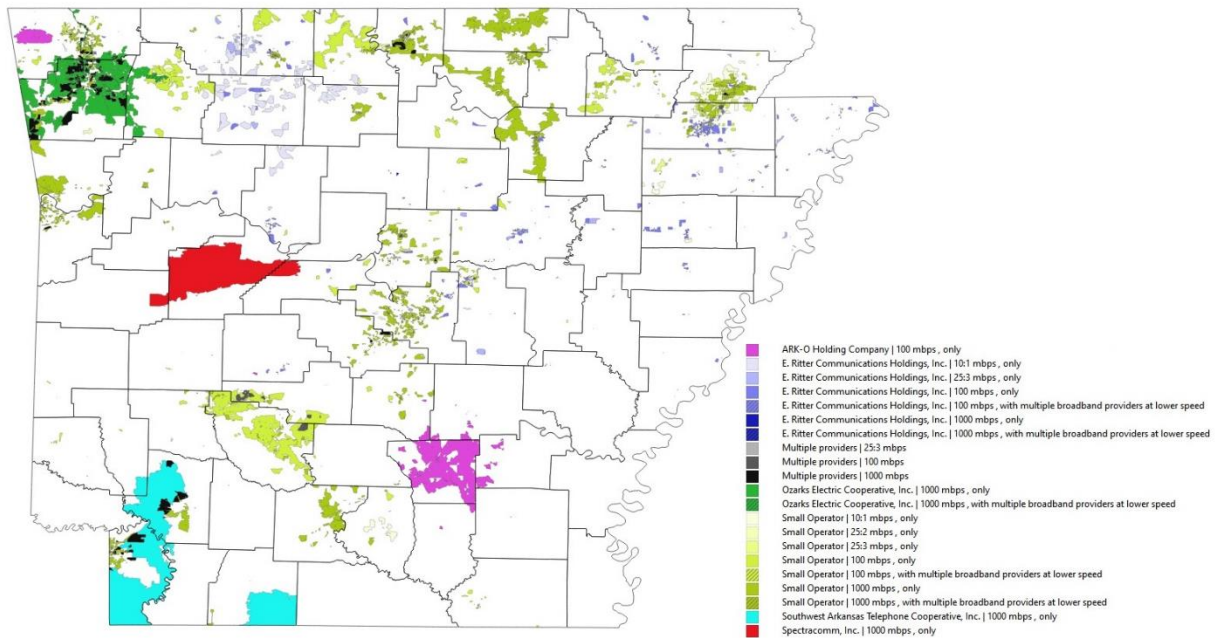 ARK-O Holding Company | 100 mbps , only
E. Ritter Communications Holdings, Inc. | 10:1 mbps , only
E. Ritter Communications Holdings, Inc. | 25:3 mbps , only
E. Ritter Communications Holdings, Inc. | 100 mbps , only
E. Ritter Communications Holdings, Inc. | 100 mbps , with multiple broadband providers at lower speed
E. Ritter Communications Holdings, Inc. | 1000 mbps , only
E. Ritter Communications Holdings, Inc. | 1000 mbps , with multiple broadband providers at lower speed
Multiple providers | 25:3 mbps
Multiple providers | 100 mbps
Multiple providers | 1000 mbps
Ozarks Electric Cooperative, Inc. | 1000 mbps , only
Ozarks Electric Cooperative, Inc. | 1000 mbps , with multiple broadband providers at lower speed
Small Operator | 10:1 mbps , only
Small Operator | 25:2 mbps , only
Small Operator | 25:3 mbps , only
Small Operator | 100 mbps , only
Small Operator | 100 mbps , with multiple broadband providers at lower speed
Small Operator | 1000 mbps , only
Small Operator | 1000 mbps , with multiple broadband providers at lower speed
Southwest Arkansas Telephone Cooperative, Inc. | 1000 mbps , only
Spectracomm, Inc. | 1000 mbps , only